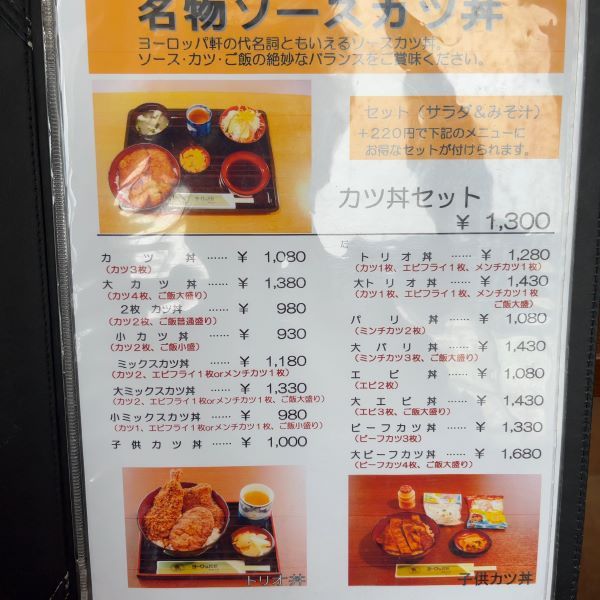 名物ソースカツ丼
ヨーロッパ軒の代名詞ともいえるソースカツ丼。
ソース・カツ・ご飯の絶妙なバランスをご賞味ください。
セット（サラダ＆みそ汁）
＋220円で下記のメニューに
お得なセットが付けられます。
カツ丼セット
￥ 1,300
カツ丼 …… ￥ 1,080
（カツ３枚）
大カツ丼 …… ￥ 1,380
（カツ４枚、ご飯大盛り）
２枚カツ丼 …… ￥ 980
（カツ２枚、ご飯普通盛り）
小カツ丼 …… ￥ 930
（カツ２枚、ご飯小盛）
ミックスカツ丼 …… ￥ 1,180
（カツ２、エビフライ１枚orメンチカツ１枚）
大ミックスカツ丼 …… ￥ 1,330
（カツ２、エビフライ１枚orメンチカツ１枚、ご飯大盛り）
小ミックスカツ丼 …… ￥ 980
（カツ１、エビフライ１枚orメンチカツ１枚、ご飯小盛り）
子供カツ丼 …… ￥ 1,000
トリオ丼 …… ￥ 1,280
（カツ１枚、エビフライ１枚、メンチカツ１枚）
大トリオ丼 …… ￥ 1,430
（カツ１枚、エビフライ１枚、メンチカツ１枚
ご飯大盛）
パリ丼 …… ￥ 1,080
（ミンチカツ２枚）
大パリ丼 …… ￥ 1,430
（ミンチカツ３枚、ご飯大盛り）
エビ丼 …… ￥ 1,080
（エビ２枚）
大エビ丼 …… ￥ 1,430
（エビ３枚、ご飯大盛り）
ビーフカツ丼 …… ￥ 1,330
（ビーフカツ３枚）
大ビーフカツ丼 …… ￥ 1,680
（ビーフカツ４枚、ご飯大盛り）
トリオ丼
子供カツ丼